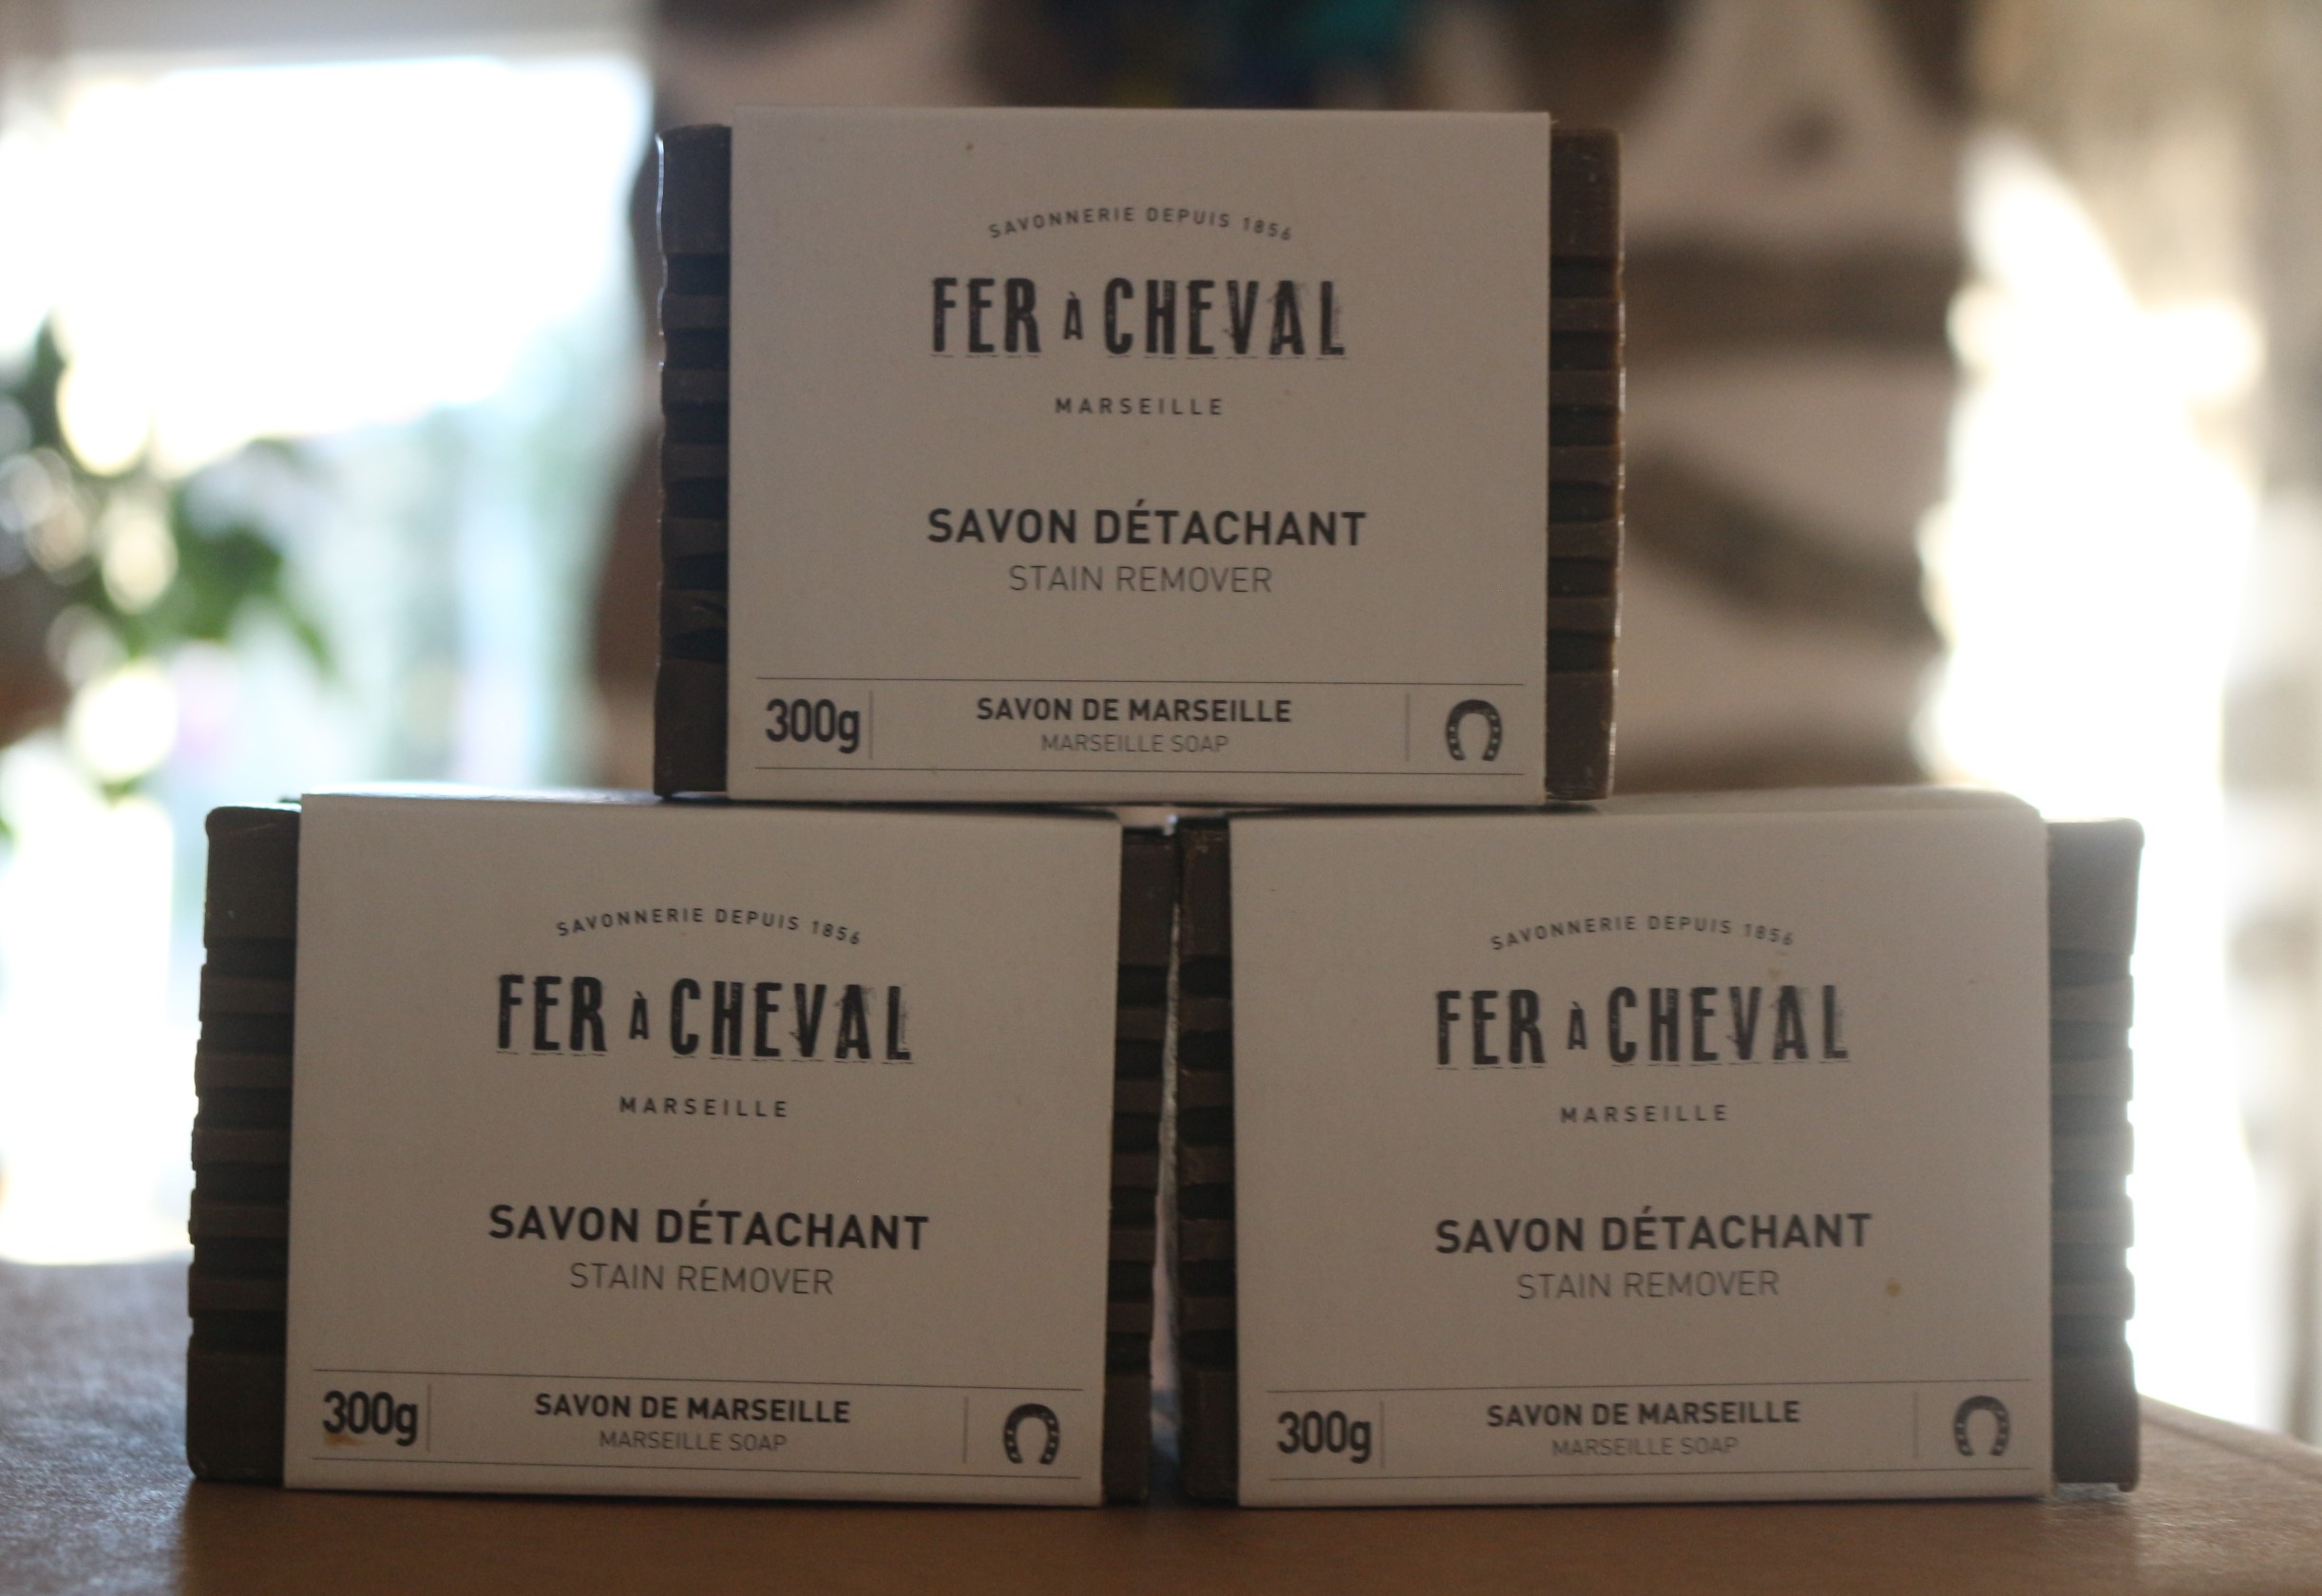 SAVONNERIE DEPUIS 1856
FER À CHEVAL
MARSEILLE
SAVON DÉTACHANT
STAIN REMOVER
300g
SAVON DE MARSEILLE
MARSEILLE SOAP
SAVONNERIE DEPUIS 1856
FER À CHEVAL
MARSEILLE
SAVON DÉTACHANT
STAIN REMOVER
300g
SAVON DE MARSEILLE
MARSEILLE SOAP
SAVONNERIE DEPUIS 1856
FER À CHEVAL
MARSEILLE
SAVON DÉTACHANT
STAIN REMOVER
300g
SAVON DE MARSEILLE
MARSEILLE SOAP